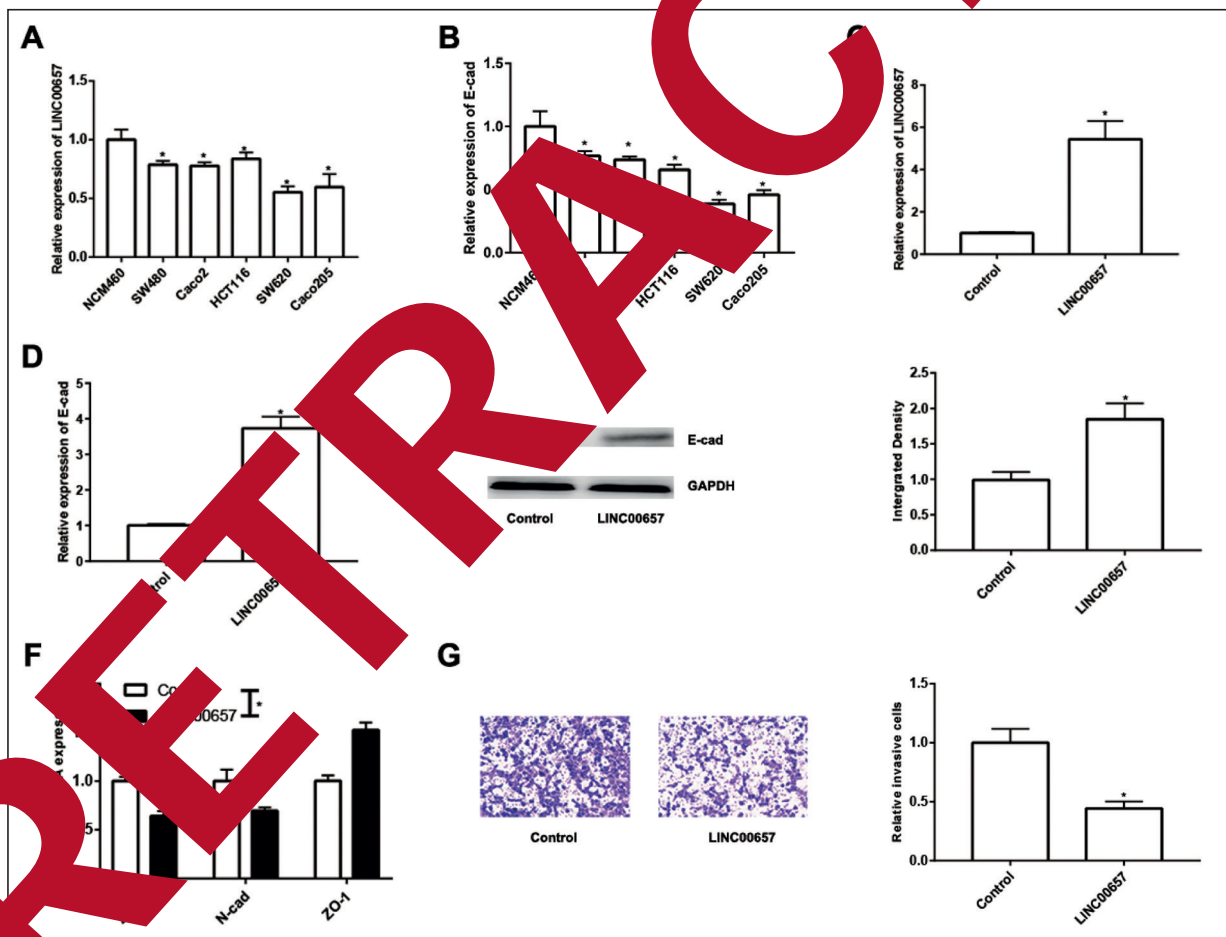 A
Relative expression of LINC00657
1.5
1.0
0.5
0.0
*
*
*
*
*
NCM460
SW480
Caco2
HCT116
SW620
Caco205
B
Relative expression of E-cad
1.5
1.0
0.0
*
*
*
*
*
HCT116
SW620
Caco205
Relative expression of LINC00657
8
6
4
2
0
*
Control
LINC00657
D
Relative expression of E-cad
5
4
3
2
1
0
*
E-cad
GAPDH
Control
LINC00657
Intergrated Density
2.5
2.0
1.5
1.0
0.5
0.0
*
Control
LINC00657
F
*
1.0
N-cad
ZO-1
G
Control
LINC00657
Relative invasive cells
1.5
1.0
0.5
0.0
*
Control
LINC00657
RETRAC